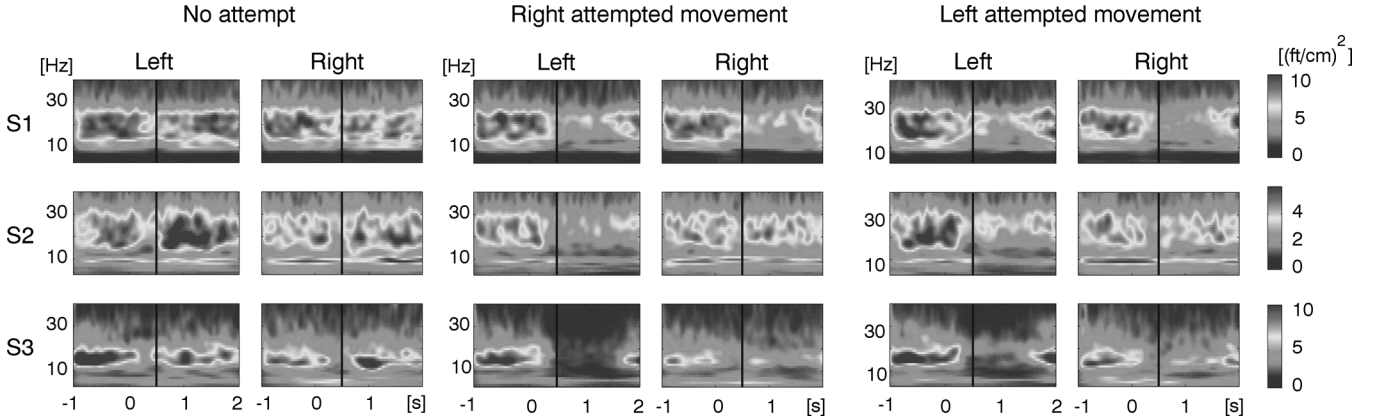 No attempt Right attempted movement Left attempted movement
[(ft/cm)2]
[Hz] Left Right [Hz] Left Right [Hz] Left Right
S1 30 10 30 10 30 10 10 5 0
S2 30 10 30 10 30 10 4 2 0
S3 30 10 30 10 30 10 10 5 0
-1 0 1 2 -1 0 1 [s] -1 0 1 2 -1 0 1 [s] -1 0 1 2 -1 0 1 [s]